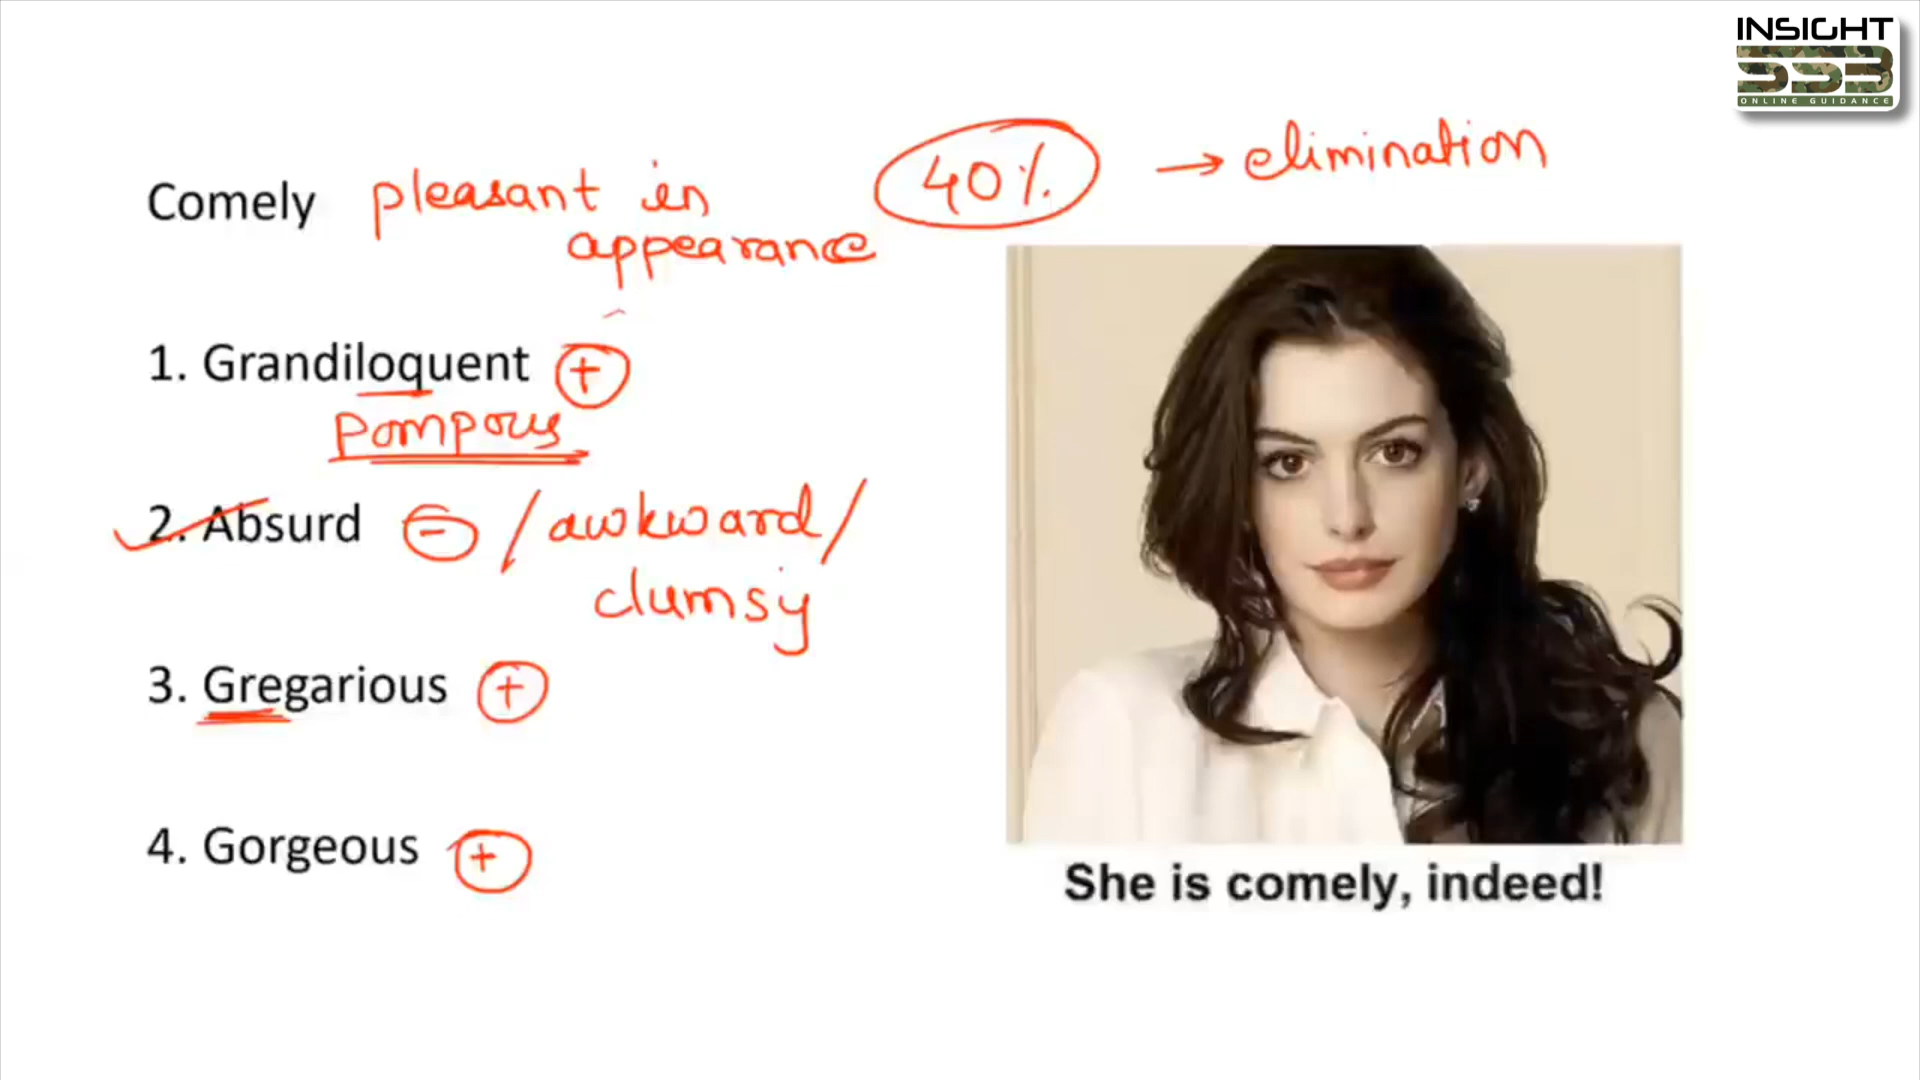 INSIGHT
SSB
ONLINE GUIDANCE
40% → elimination
Comely pleasant in
appearance
1. Grandiloquent +
Pompous
2. Absurd - / awkward /
clumsy
3. Gregarious +
4. Gorgeous +
She is comely, indeed!